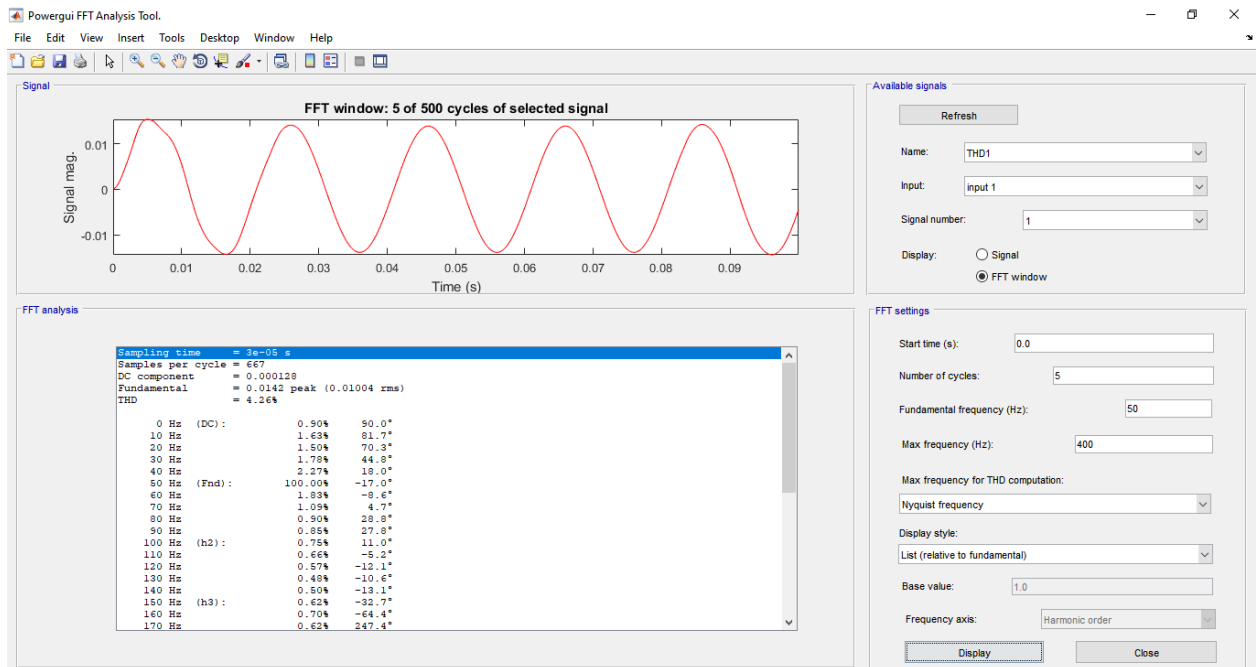 Powergui FFT Analysis Tool.
File Edit View Insert Tools Desktop Window Help
Signal
FFT window: 5 of 500 cycles of selected signal
0.01
0
-0.01
Signal mag.
0 0.01 0.02 0.03 0.04 0.05 0.06 0.07 0.08 0.09
Time (s)
FFT analysis
Sampling time = 3e-05 s
Samples per cycle = 667
DC component = 0.000128
Fundamental = 0.0142 peak (0.01004 rms)
THD = 4.26%
0 Hz (DC): 0.90% 90.0°
10 Hz 1.63% 81.7°
20 Hz 1.50% 70.3°
30 Hz 1.78% 44.8°
40 Hz 2.27% 18.0°
50 Hz (Fnd): 100.00% -17.0°
60 Hz 1.83% -8.6°
70 Hz 1.09% 4.7°
80 Hz 0.90% 28.8°
90 Hz 0.85% 27.8°
100 Hz (h2): 0.75% 11.0°
110 Hz 0.66% -5.2°
120 Hz 0.57% -12.1°
130 Hz 0.48% -10.6°
140 Hz 0.50% -13.1°
150 Hz (h3): 0.62% -32.7°
160 Hz 0.70% -64.4°
170 Hz 0.62% 247.4°
Available signals
Refresh
Name: THD1
Input: input 1
Signal number: 1
Display: Signal
FFT window
FFT settings
Start time (s): 0.0
Number of cycles: 5
Fundamental frequency (Hz): 50
Max frequency (Hz): 400
Max frequency for THD computation:
Nyquist frequency
Display style:
List (relative to fundamental)
Base value: 1.0
Frequency axis: Harmonic order
Display Close